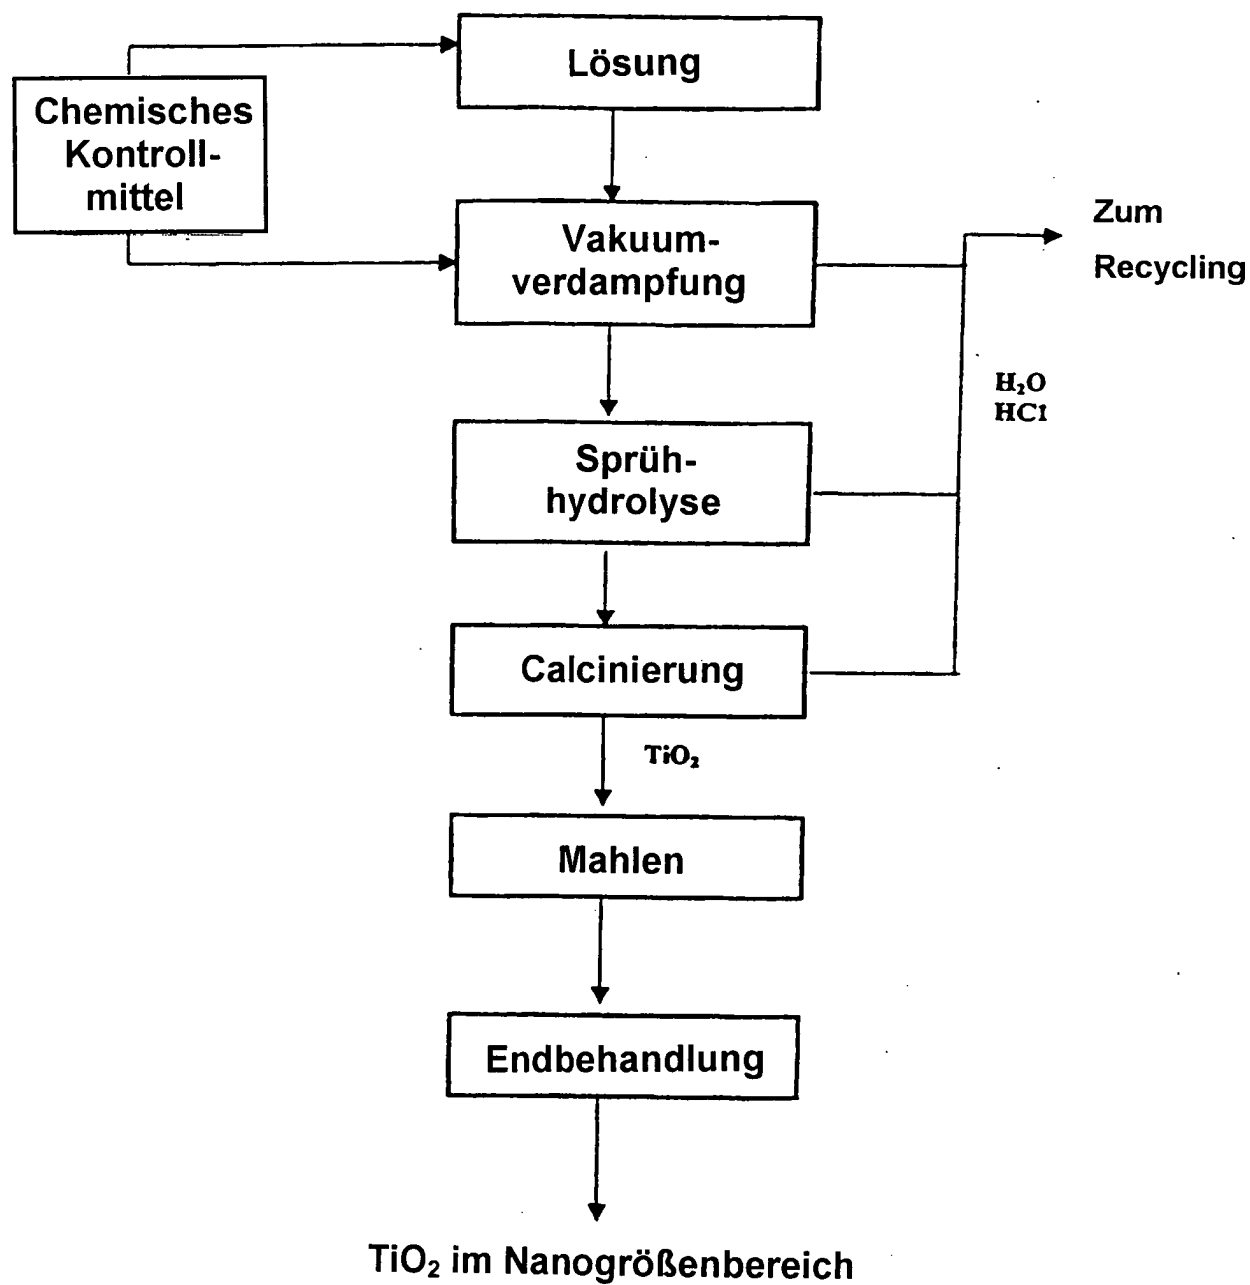 Lösung
Chemisches
Kontroll-
mittel
Vakuum-
verdampfung
Zum
Recycling
H₂O
HCl
Sprüh-
hydrolyse
Calcinierung
TiO₂
Mahlen
Endbehandlung
TiO₂ im Nanogrößenbereich